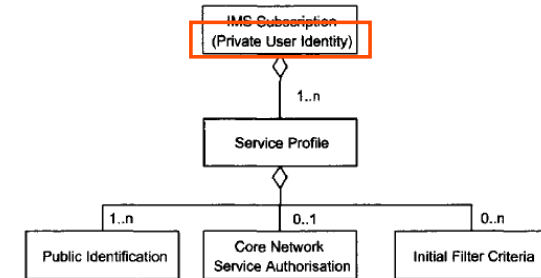 IMS Subscription
(Private User Identity)
1..n
Service Profile
1..n
0..1
0..n
Public Identification
Core Network
Service Authorisation
Initial Filter Criteria